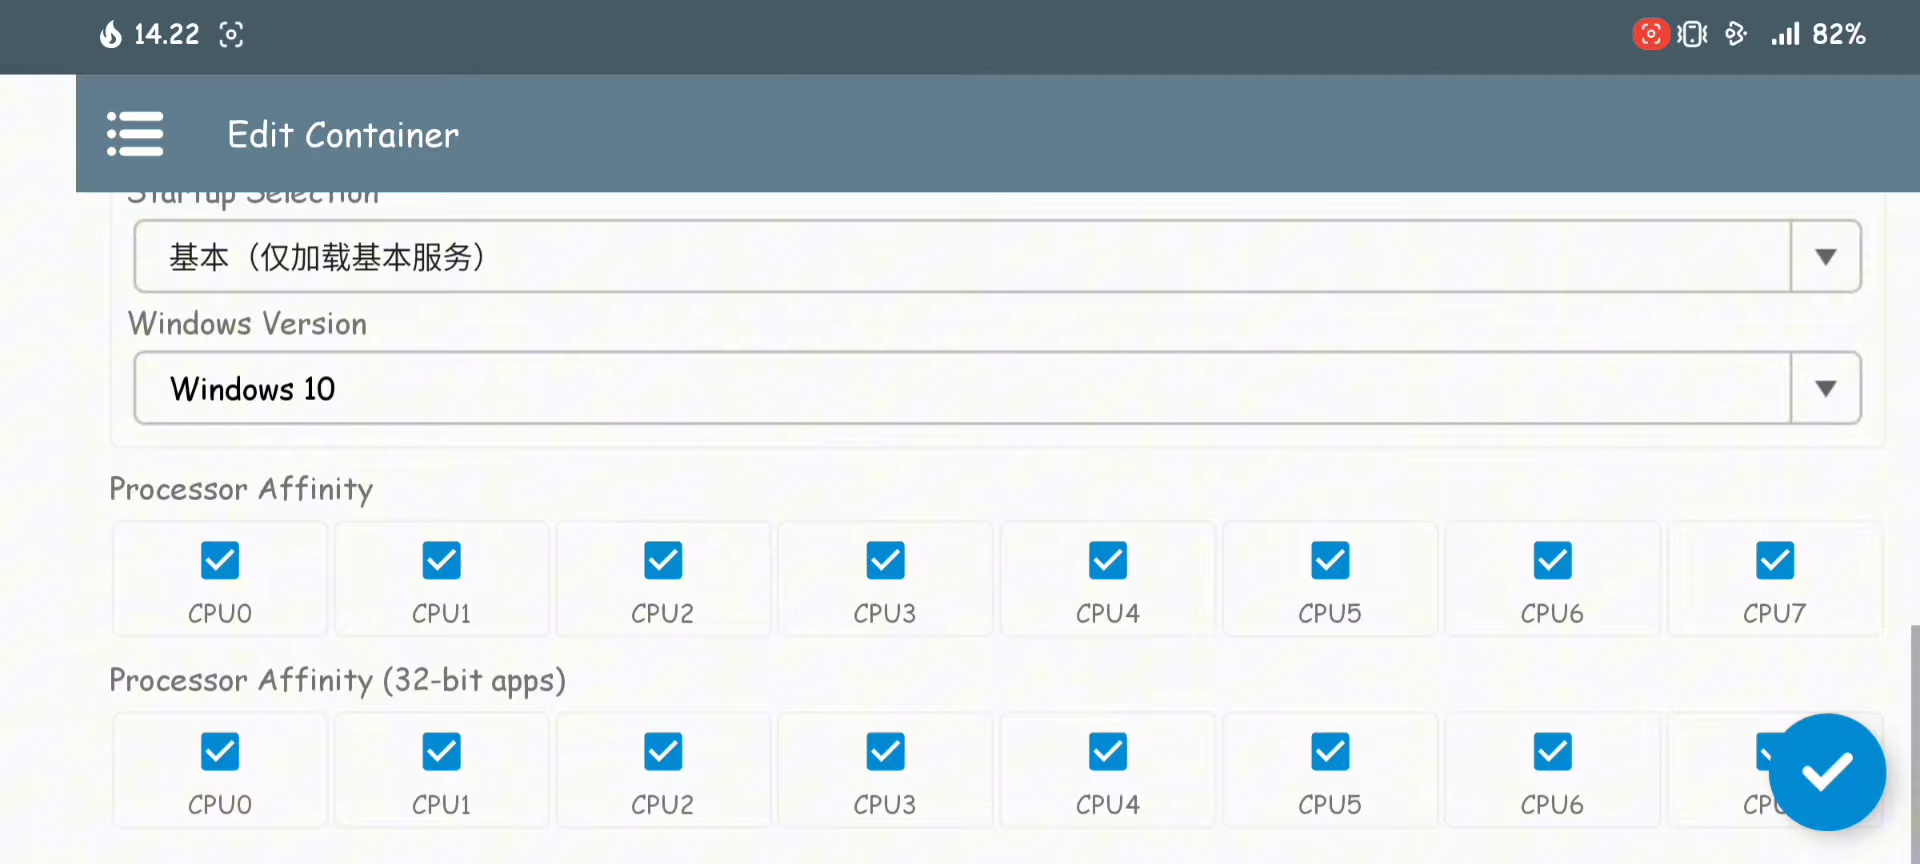 14.22
82%
Edit Container
Startup Selection
基本（仅加载基本服务）
Windows Version
Windows 10
Processor Affinity
CPU0 CPU1 CPU2 CPU3 CPU4 CPU5 CPU6 CPU7
Processor Affinity (32-bit apps)
CPU0 CPU1 CPU2 CPU3 CPU4 CPU5 CPU6